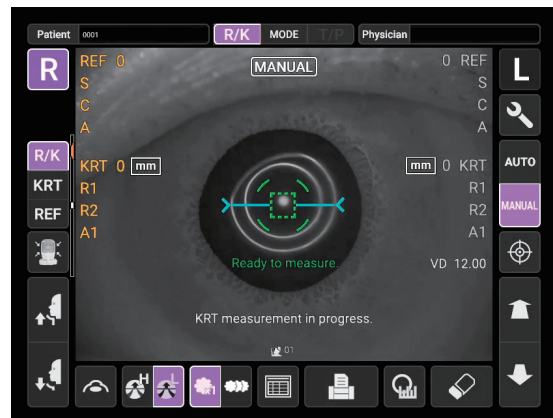 Patient 0001 R/K MODE T/P Physician
R REF 0 MANUAL 0 REF L
S S
C C
A A
R/K KRT 0 mm mm 0 KRT AUTO
KRT R1 R1
REF R2 R2 MANUAL
A1 A1
Ready to measure. VD 12.00
KRT measurement in progress.
01
H L X1